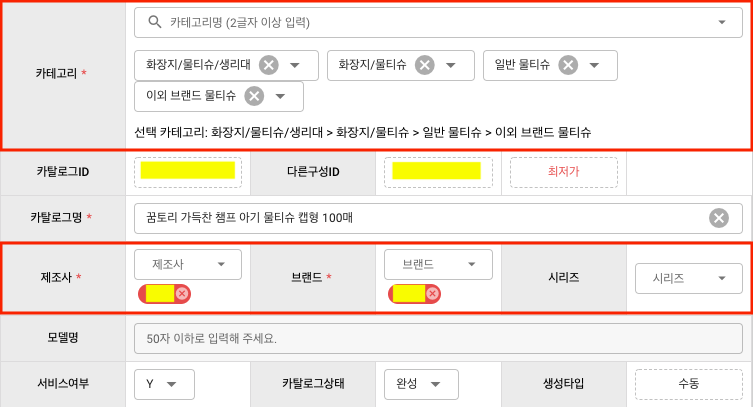 카테고리명 (2글자 이상 입력)
카테고리 *
화장지/물티슈/생리대 화장지/물티슈 일반 물티슈
이외 브랜드 물티슈
선택 카테고리: 화장지/물티슈/생리대 > 화장지/물티슈 > 일반 물티슈 > 이외 브랜드 물티슈
카탈로그ID 다른구성ID 최저가
카탈로그명 * 꿈토리 가득찬 챔프 아기 물티슈 캡형 100매
제조사 * 제조사 브랜드 * 브랜드 시리즈 시리즈
모델명 50자 이하로 입력해 주세요.
서비스여부 Y 카탈로그상태 완성 생성타입 수동